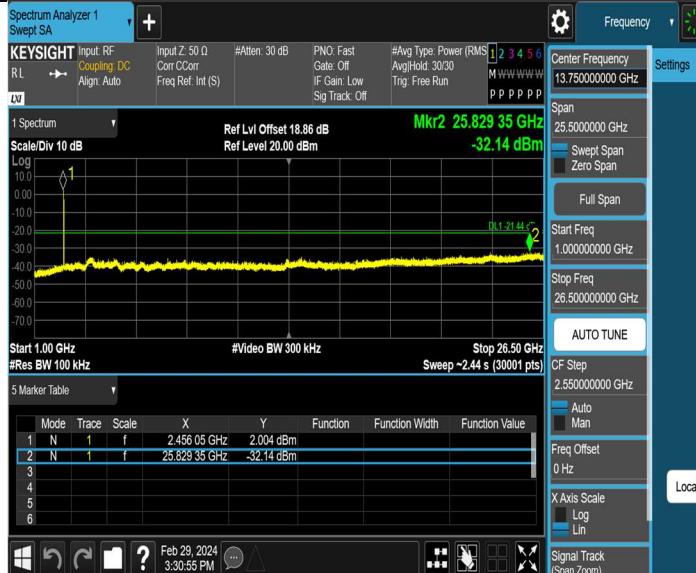 Spectrum Analyzer 1
Swept SA
+
Frequency
KEYSIGHT
RL
LXI
Input: RF
Coupling: DC
Align: Auto
Input Z: 50 Ω
Corr CCorr
Freq Ref: Int (S)
#Atten: 30 dB
PNO: Fast
Gate: Off
IF Gain: Low
Sig Track: Off
#Avg Type: Power (RMS
Avg|Hold: 30/30
Trig: Free Run
1 2 3 4 5 6
M W W W W W
P P P P P P
1 Spectrum
Scale/Div 10 dB
Ref Lvl Offset 18.86 dB
Ref Level 20.00 dBm
Mkr2 25.829 35 GHz
-32.14 dBm
Log
10.0
0.00
-10.0
-20.0
-30.0
-40.0
-50.0
-60.0
-70.0
1
DL1 -21.44
2
Start 1.00 GHz
#Res BW 100 kHz
#Video BW 300 kHz
Stop 26.50 GHz
Sweep ~2.44 s (30001 pts)
5 Marker Table
Mode Trace Scale X Y Function Function Width Function Value
1 N 1 f 2.456 05 GHz 2.004 dBm
2 N 1 f 25.829 35 GHz -32.14 dBm
3
4
5
6
?
Feb 29, 2024
3:30:55 PM
Center Frequency
13.750000000 GHz
Span
25.5000000 GHz
Swept Span
Zero Span
Full Span
Start Freq
1.000000000 GHz
Stop Freq
26.500000000 GHz
AUTO TUNE
CF Step
2.550000000 GHz
Auto
Man
Freq Offset
0 Hz
X Axis Scale
Log
Lin
Signal Track
(Span Zoom)
Settings
Loca